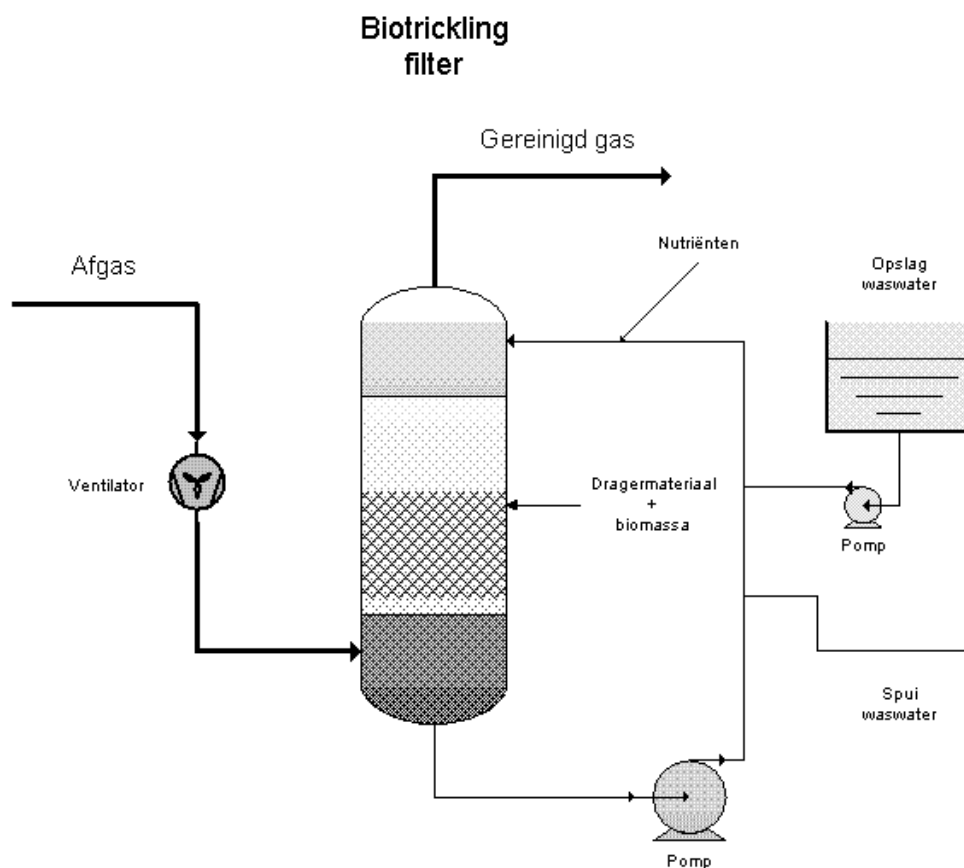 Biotrickling
filter
Gereinigd gas
Nutriënten
Afgas
Opslag
waswater
Ventilator
Dragermateriaal
+
biomassa
Pomp
Spui
waswater
Pomp